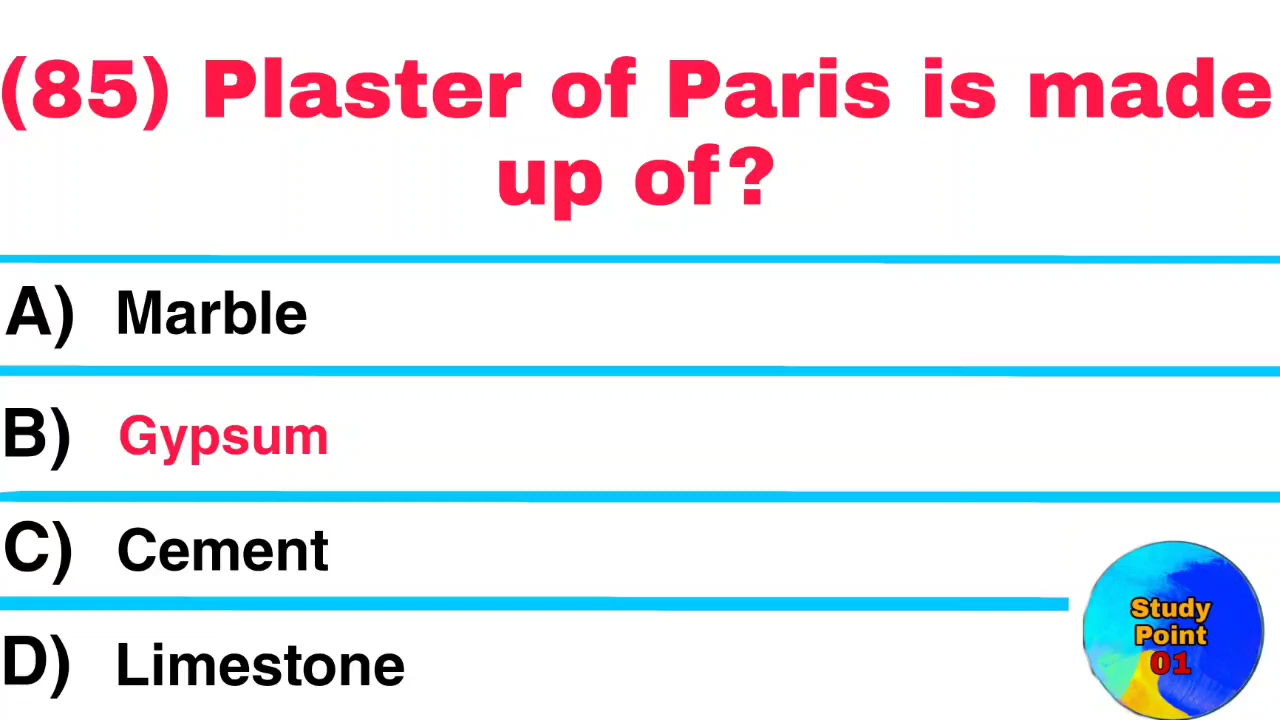 (85) Plaster of Paris is made
up of?
A) Marble
B) Gypsum
C) Cement
D) Limestone
Study
Point
01